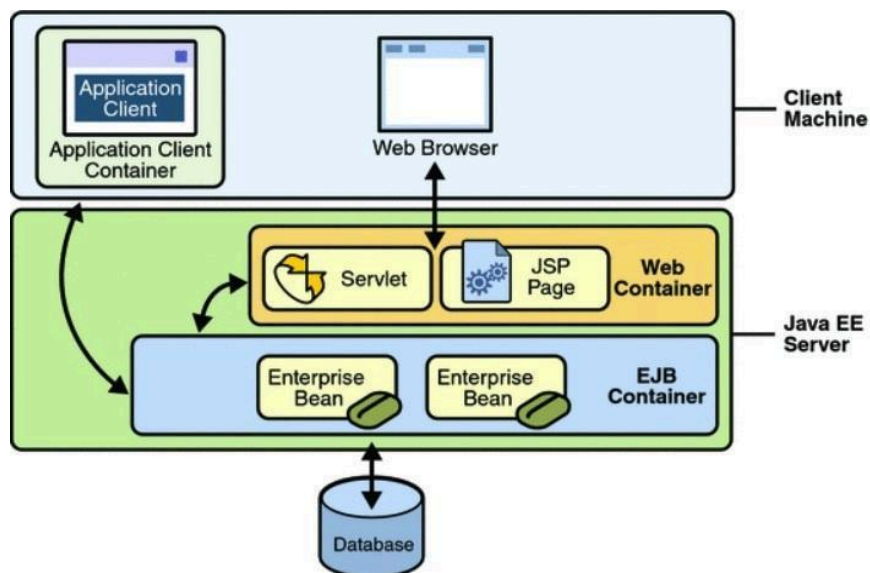 Application
Client
Application Client
Container
Web Browser
Client
Machine
Servlet
JSP
Page
Web
Container
Java EE
Server
Enterprise
Bean
Enterprise
Bean
EJB
Container
Database